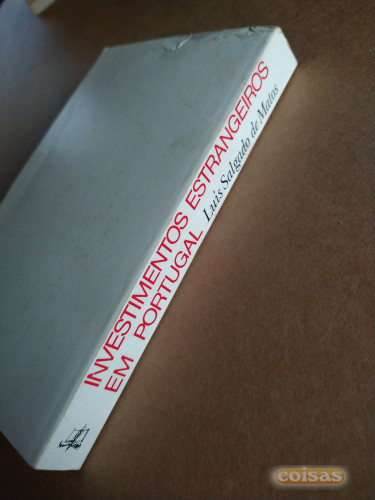 INVESTIMENTOS ESTRANGEIROS
EM PORTUGAL Luís Salgado de Matos
coisas